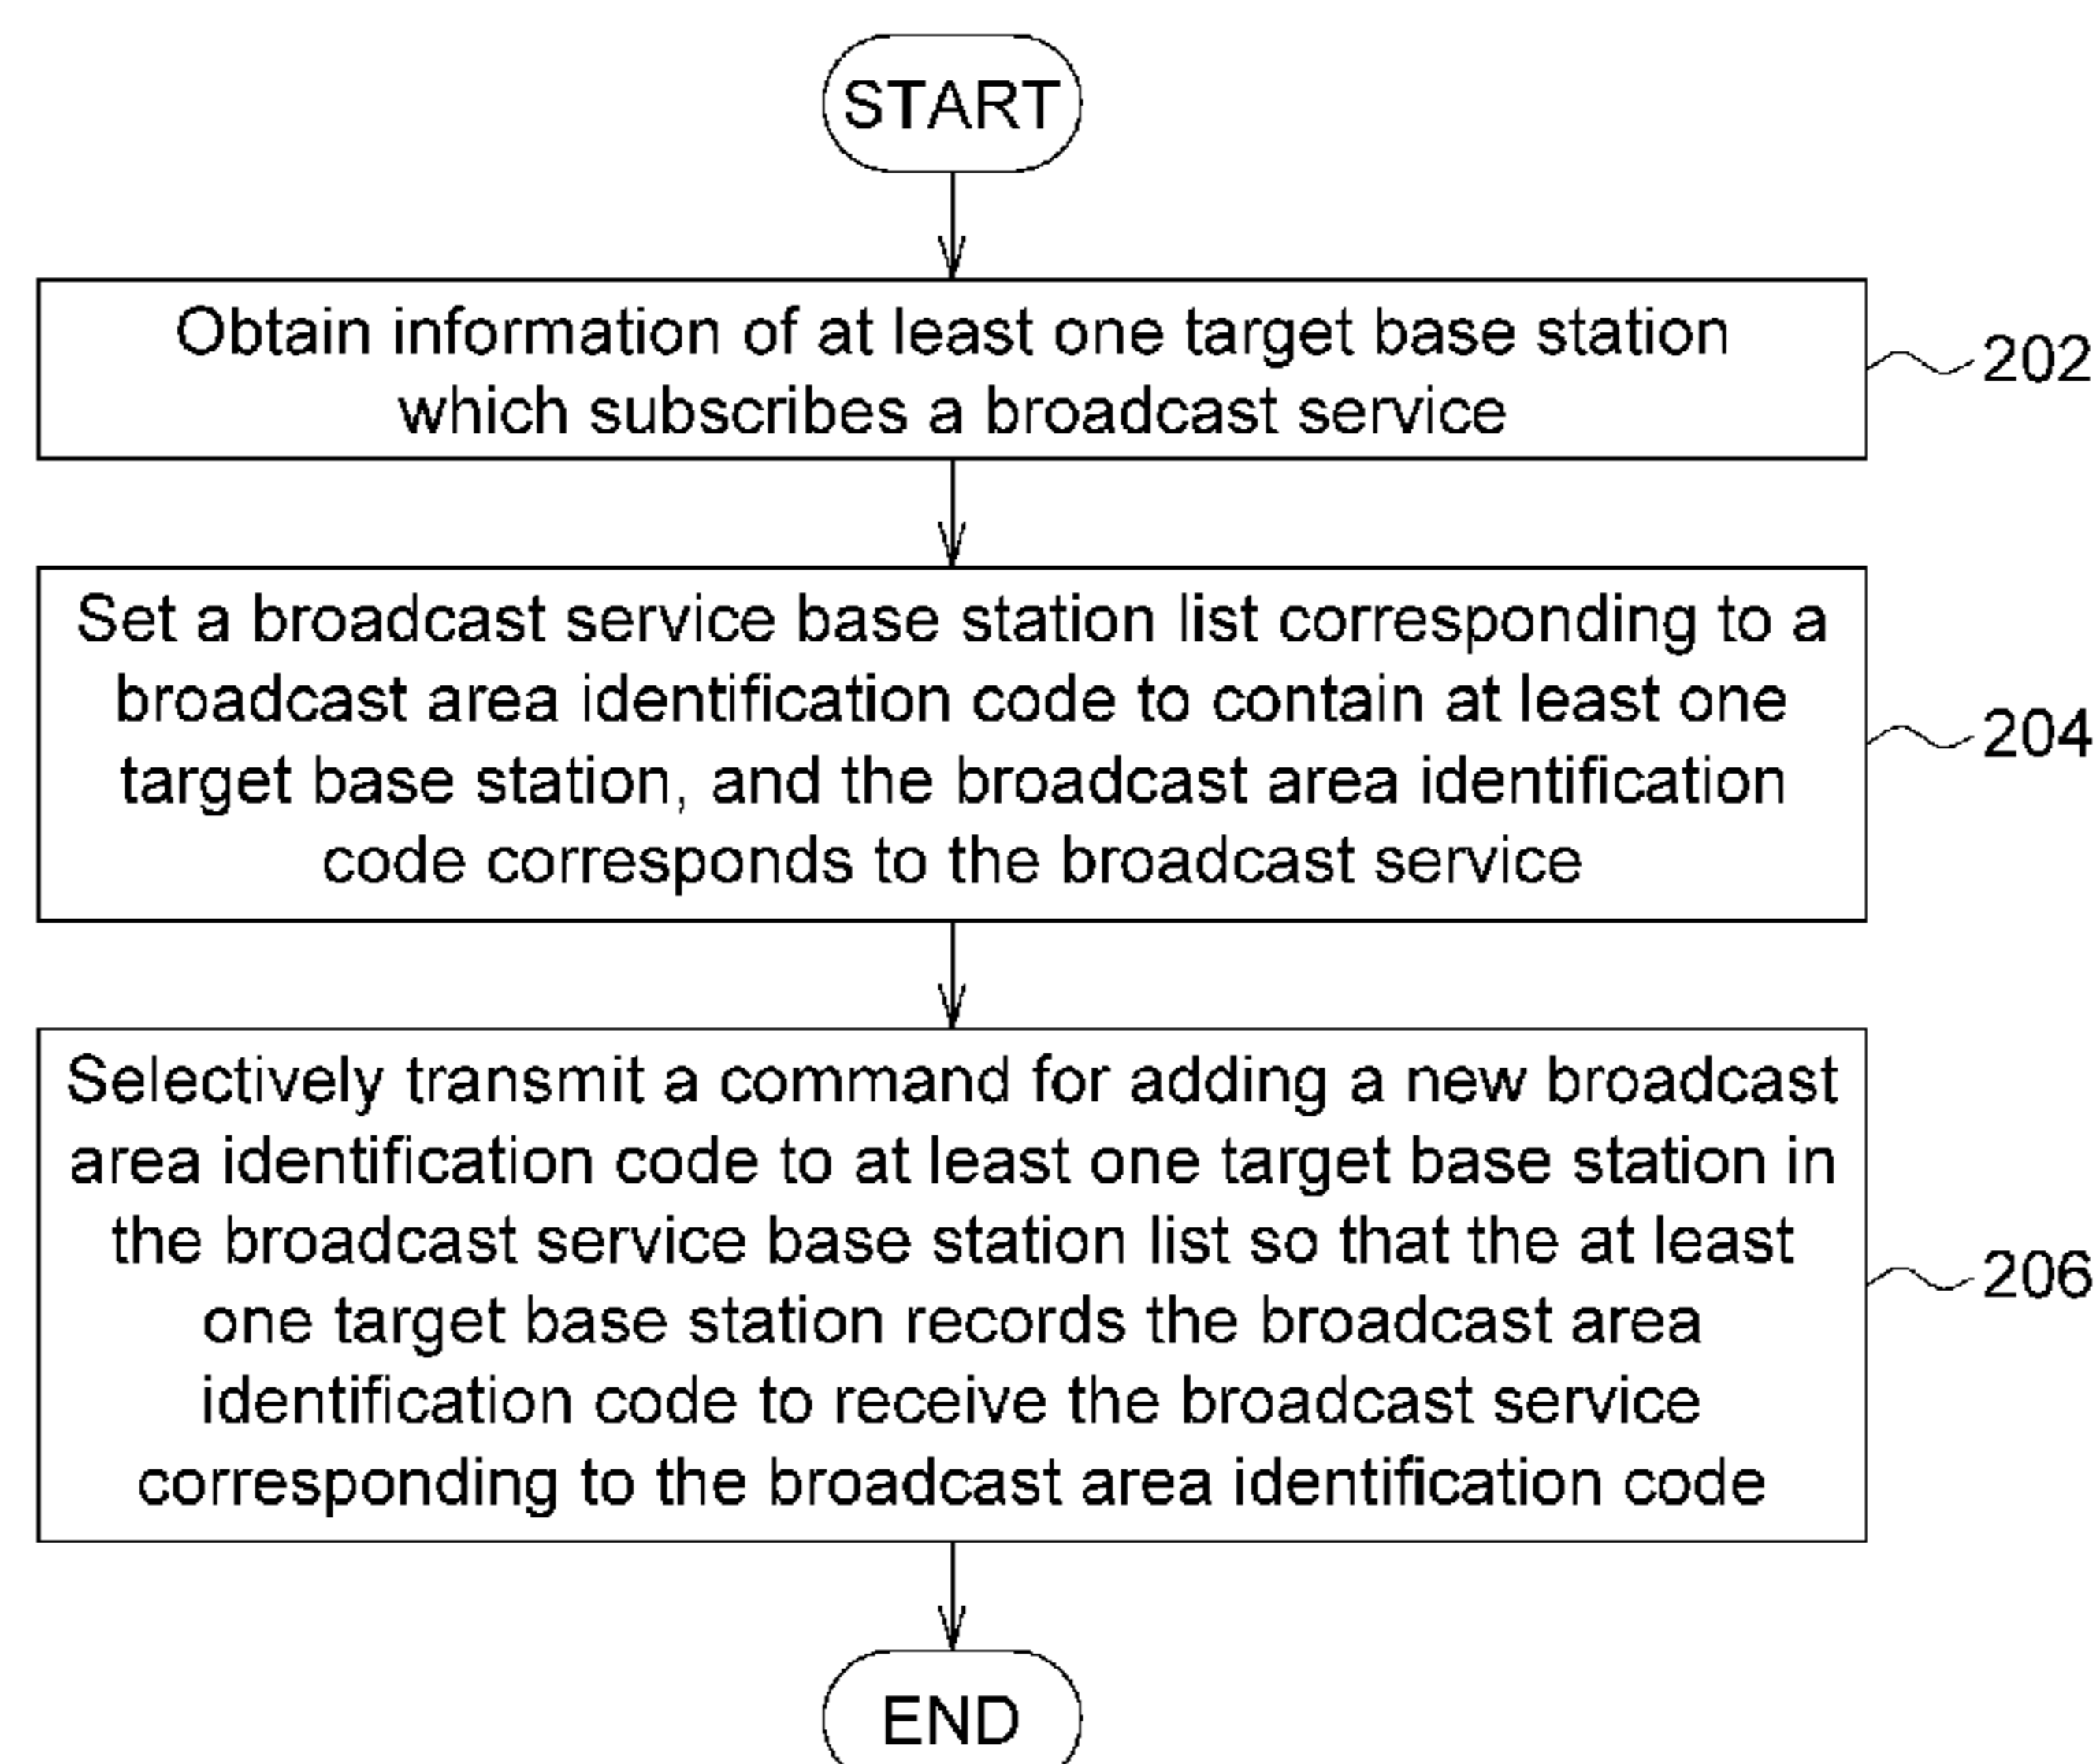 START
Obtain information of at least one target base station
which subscribes a broadcast service
202
Set a broadcast service base station list corresponding to a
broadcast area identification code to contain at least one
target base station, and the broadcast area identification
code corresponds to the broadcast service
204
Selectively transmit a command for adding a new broadcast
area identification code to at least one target base station in
the broadcast service base station list so that the at least
one target base station records the broadcast area
identification code to receive the broadcast service
corresponding to the broadcast area identification code
206
END